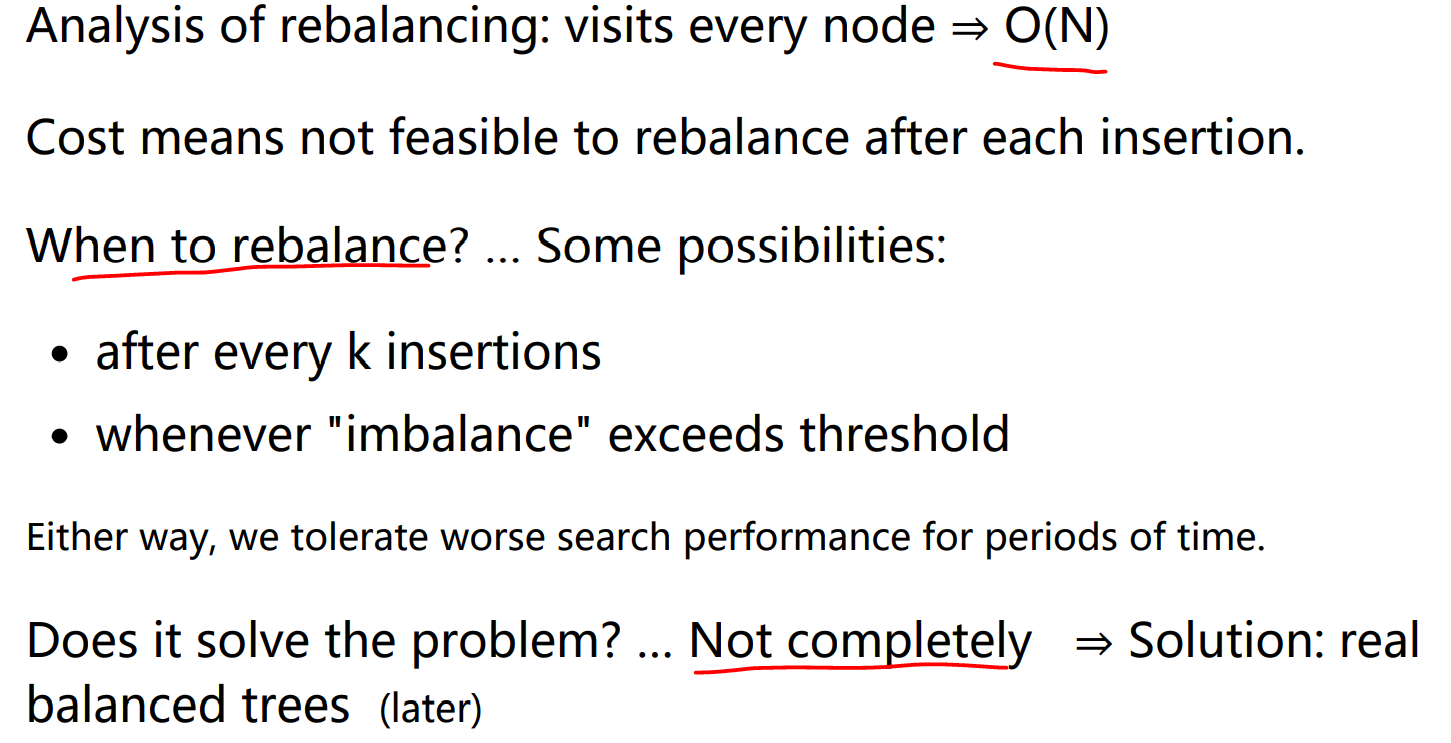 Analysis of rebalancing: visits every node ⇒ O(N)
Cost means not feasible to rebalance after each insertion.
When to rebalance? ... Some possibilities:
• after every k insertions
• whenever "imbalance" exceeds threshold
Either way, we tolerate worse search performance for periods of time.
Does it solve the problem? ... Not completely ⇒ Solution: real
balanced trees (later)